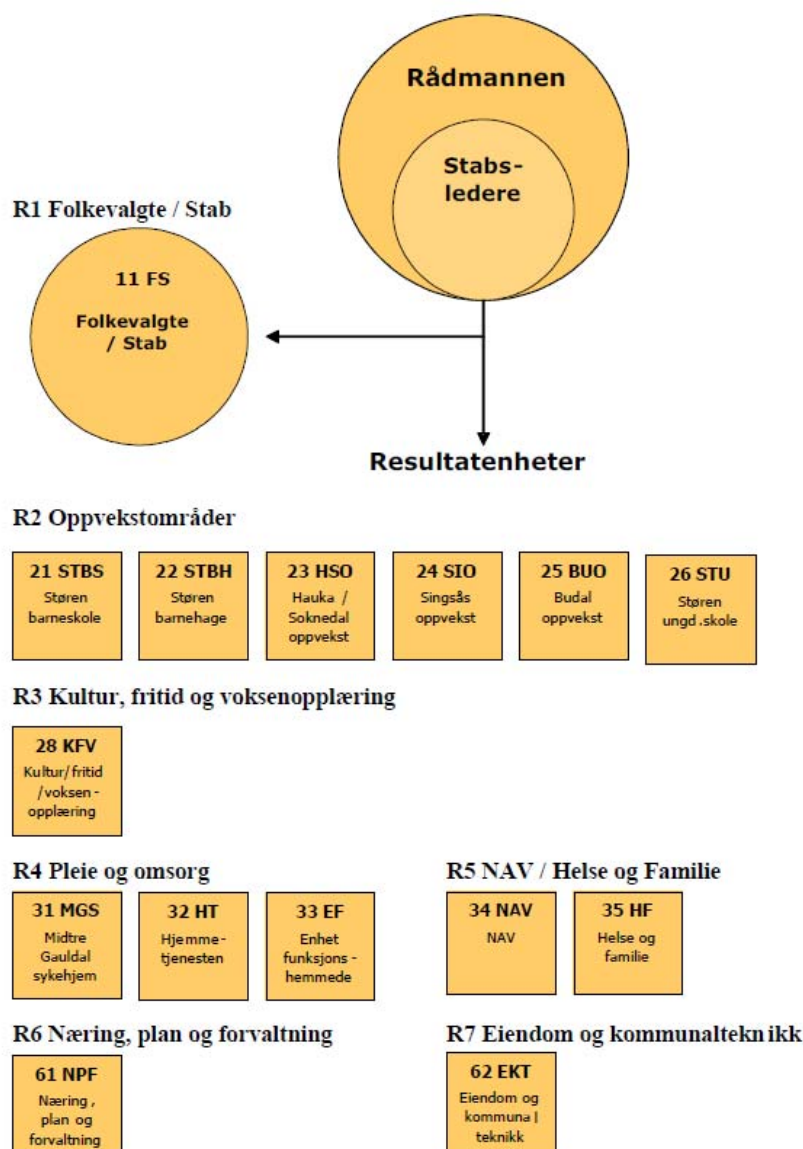 Rådmannen
Stabs-
ledere
R1 Folkevalgte / Stab
11 FS
Folkevalgte
/ Stab
Resultatenheter
R2 Oppvekstområder
21 STBS
Støren
barneskole
22 STBH
Støren
barnehage
23 HSO
Hauka /
Soknedal
oppvekst
24 SIO
Singsås
oppvekst
25 BUO
Budal
oppvekst
26 STU
Støren
ungd.skole
R3 Kultur, fritid og voksenopplæring
28 KFV
Kultur/fritid
/voksen-
opplæring
R4 Pleie og omsorg
31 MGS
Midtre
Gauldal
sykehjem
32 HT
Hjemme-
tjenesten
33 EF
Enhet
funksjons-
hemmede
R5 NAV / Helse og Familie
34 NAV
NAV
35 HF
Helse og
familie
R6 Næring, plan og forvaltning
61 NPF
Næring,
plan og
forvaltning
R7 Eiendom og kommunalteknikk
62 EKT
Eiendom og
kommunal
teknikk